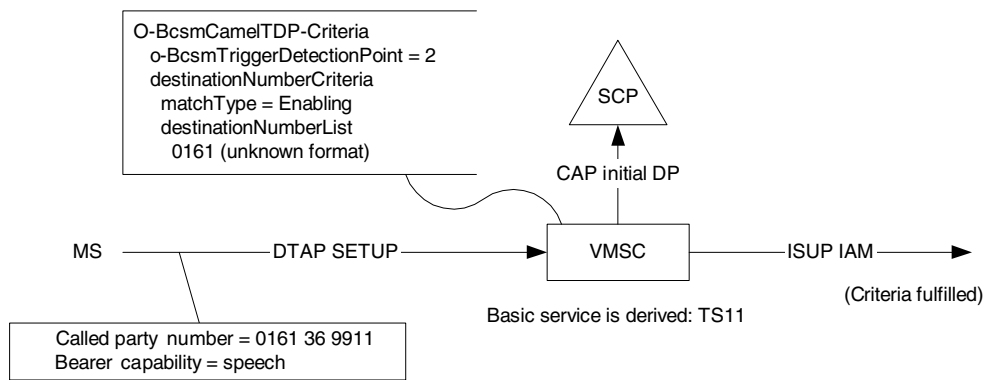 O-BcsmCamelTDP-Criteria
o-BcsmTriggerDetectionPoint = 2
destinationNumberCriteria
matchType = Enabling
destinationNumberList
0161 (unknown format)
SCP
CAP initial DP
MS
DTAP SETUP
VMSC
ISUP IAM
(Criteria fulfilled)
Basic service is derived: TS11
Called party number = 0161 36 9911
Bearer capability = speech